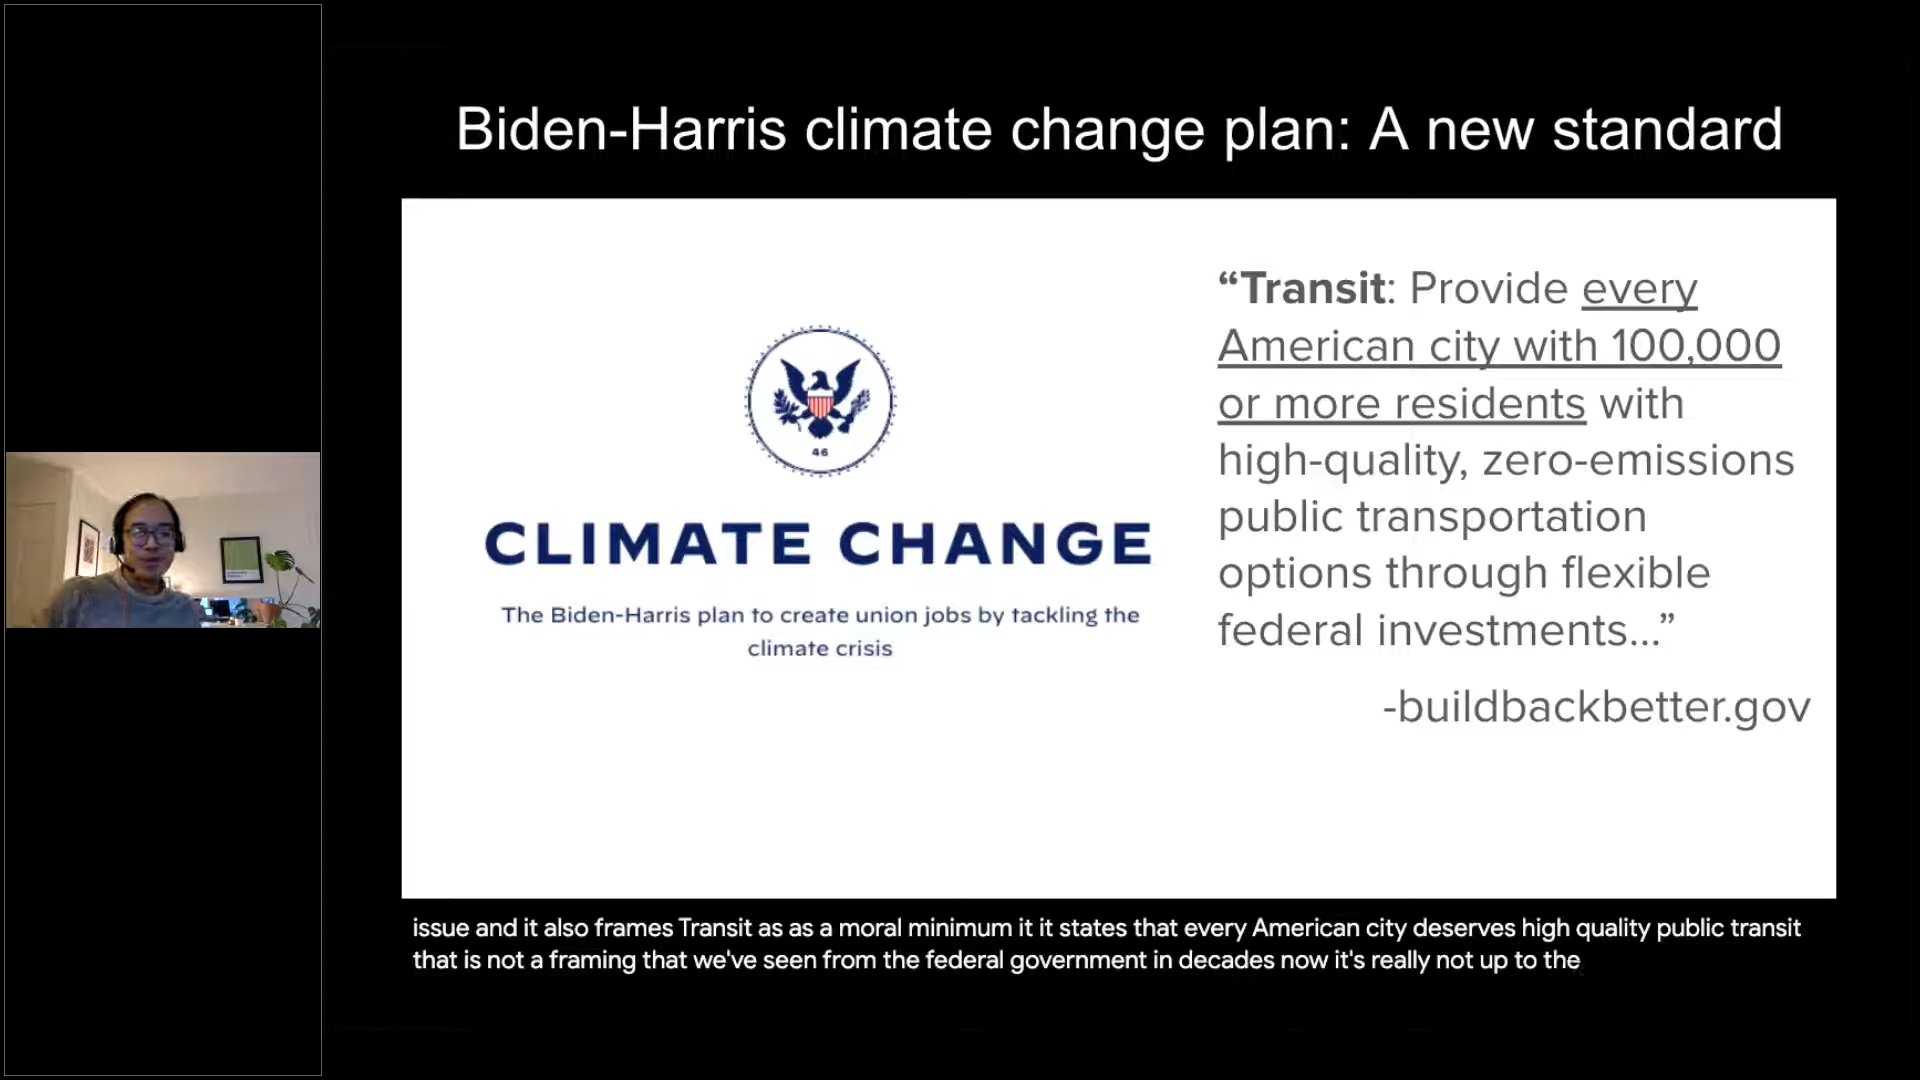 Biden-Harris climate change plan: A new standard
46
CLIMATE CHANGE
The Biden-Harris plan to create union jobs by tackling the
climate crisis
“Transit: Provide every
American city with 100,000
or more residents with
high-quality, zero-emissions
public transportation
options through flexible
federal investments...”
-buildbackbetter.gov
issue and it also frames Transit as as a moral minimum it it states that every American city deserves high quality public transit
that is not a framing that we've seen from the federal government in decades now it's really not up to the